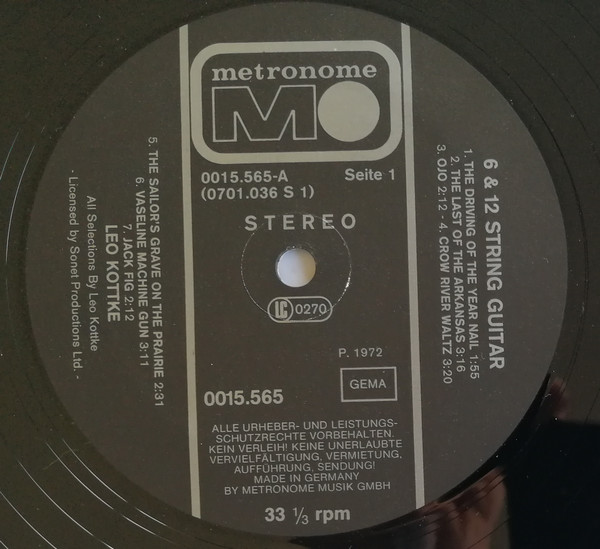 metronome
MO
0015.565-A Seite 1
(0701.036 S 1)
STEREO
LC 0270
P. 1972
GEMA
0015.565
ALLE URHEBER- UND LEISTUNGS-
SCHUTZRECHTE VORBEHALTEN.
KEIN VERLEIH! KEINE UNERLAUBTE
VERVIELFÄLTIGUNG, VERMIETUNG,
AUFFÜHRUNG, SENDUNG!
MADE IN GERMANY
BY METRONOME MUSIK GMBH
33 1/3 rpm
6 & 12 STRING GUITAR
1. THE DRIVING OF THE YEAR NAIL 1:55
2. THE LAST OF THE ARKANSAS 3:16
3. OJO 2:12 - 4. CROW RIVER WALTZ 3:20
5. THE SAILOR'S GRAVE ON THE PRAIRIE 2:31
6. VASELINE MACHINE GUN 3:11
7. JACK FIG 2:12
LEO KOTTKE
All Selections By Leo Kottke
- Licensed by Sonet Productions Ltd. -